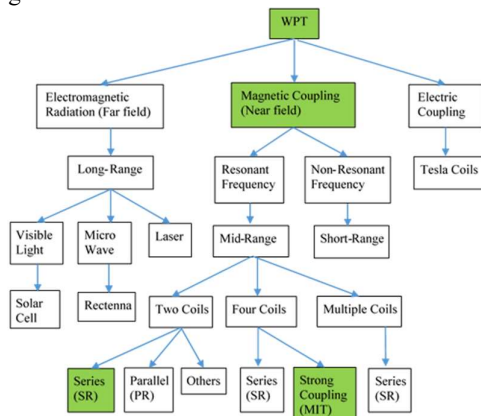 WPT
Electromagnetic
Radiation (Far field)
Magnetic Coupling
(Near field)
Electric
Coupling
Long-Range
Resonant
Frequency
Non-Resonant
Frequency
Tesla Coils
Visible
Light
Micro
Wave
Laser
Mid-Range
Short-Range
Solar
Cell
Rectenna
Two Coils
Four Coils
Multiple Coils
Series
(SR)
Parallel
(PR)
Others
Series
(SR)
Strong
Coupling
(MIT)
Series
(SR)